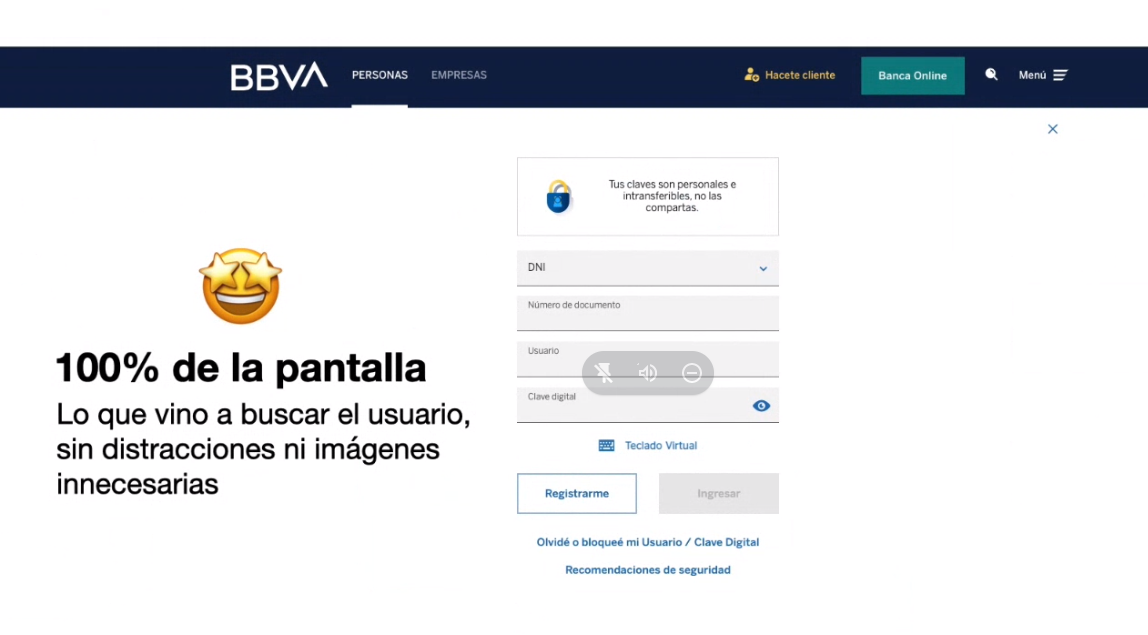 BBVA PERSONAS EMPRESAS Hacete cliente Banca Online Menú
Tus claves son personales e
intransferibles, no las
compartas.
DNI
Número de documento
Usuario
Clave digital
Teclado Virtual
Registrarme Ingresar
Olvidé o bloqueé mi Usuario / Clave Digital
Recomendaciones de seguridad
100% de la pantalla
Lo que vino a buscar el usuario,
sin distracciones ni imágenes
innecesarias